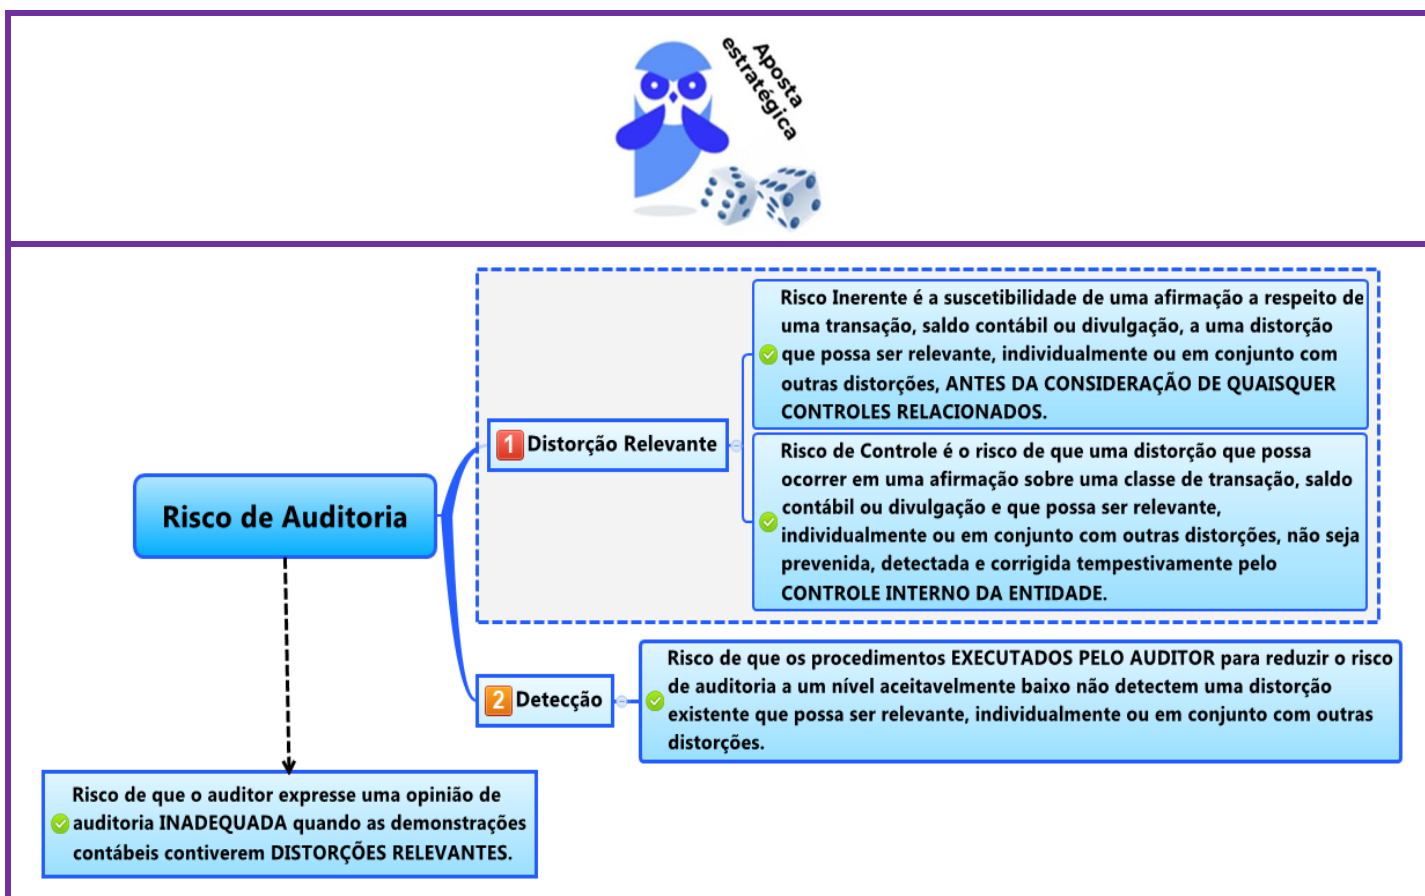 Aposta
estratégica
Risco de Auditoria
1 Distorção Relevante
Risco Inerente é a suscetibilidade de uma afirmação a respeito de
uma transação, saldo contábil ou divulgação, a uma distorção
que possa ser relevante, individualmente ou em conjunto com
outras distorções, ANTES DA CONSIDERAÇÃO DE QUAISQUER
CONTROLES RELACIONADOS.
Risco de Controle é o risco de que uma distorção que possa
ocorrer em uma afirmação sobre uma classe de transação, saldo
contábil ou divulgação e que possa ser relevante,
individualmente ou em conjunto com outras distorções, não seja
prevenida, detectada e corrigida tempestivamente pelo
CONTROLE INTERNO DA ENTIDADE.
2 Detecção
Risco de que os procedimentos EXECUTADOS PELO AUDITOR para reduzir o risco
de auditoria a um nível aceitavelmente baixo não detectem uma distorção
existente que possa ser relevante, individualmente ou em conjunto com outras
distorções.
Risco de que o auditor expresse uma opinião de
auditoria INADEQUADA quando as demonstrações
contábeis contiverem DISTORÇÕES RELEVANTES.